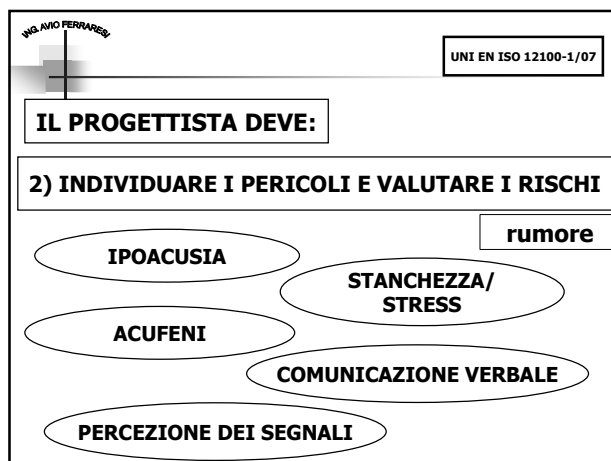 ING. AVIO FERRARESI
UNI EN ISO 12100-1/07
IL PROGETTISTA DEVE:
2) INDIVIDUARE I PERICOLI E VALUTARE I RISCHI
rumore
IPOACUSIA
STANCHEZZA/
STRESS
ACUFENI
COMUNICAZIONE VERBALE
PERCEZIONE DEI SEGNALI